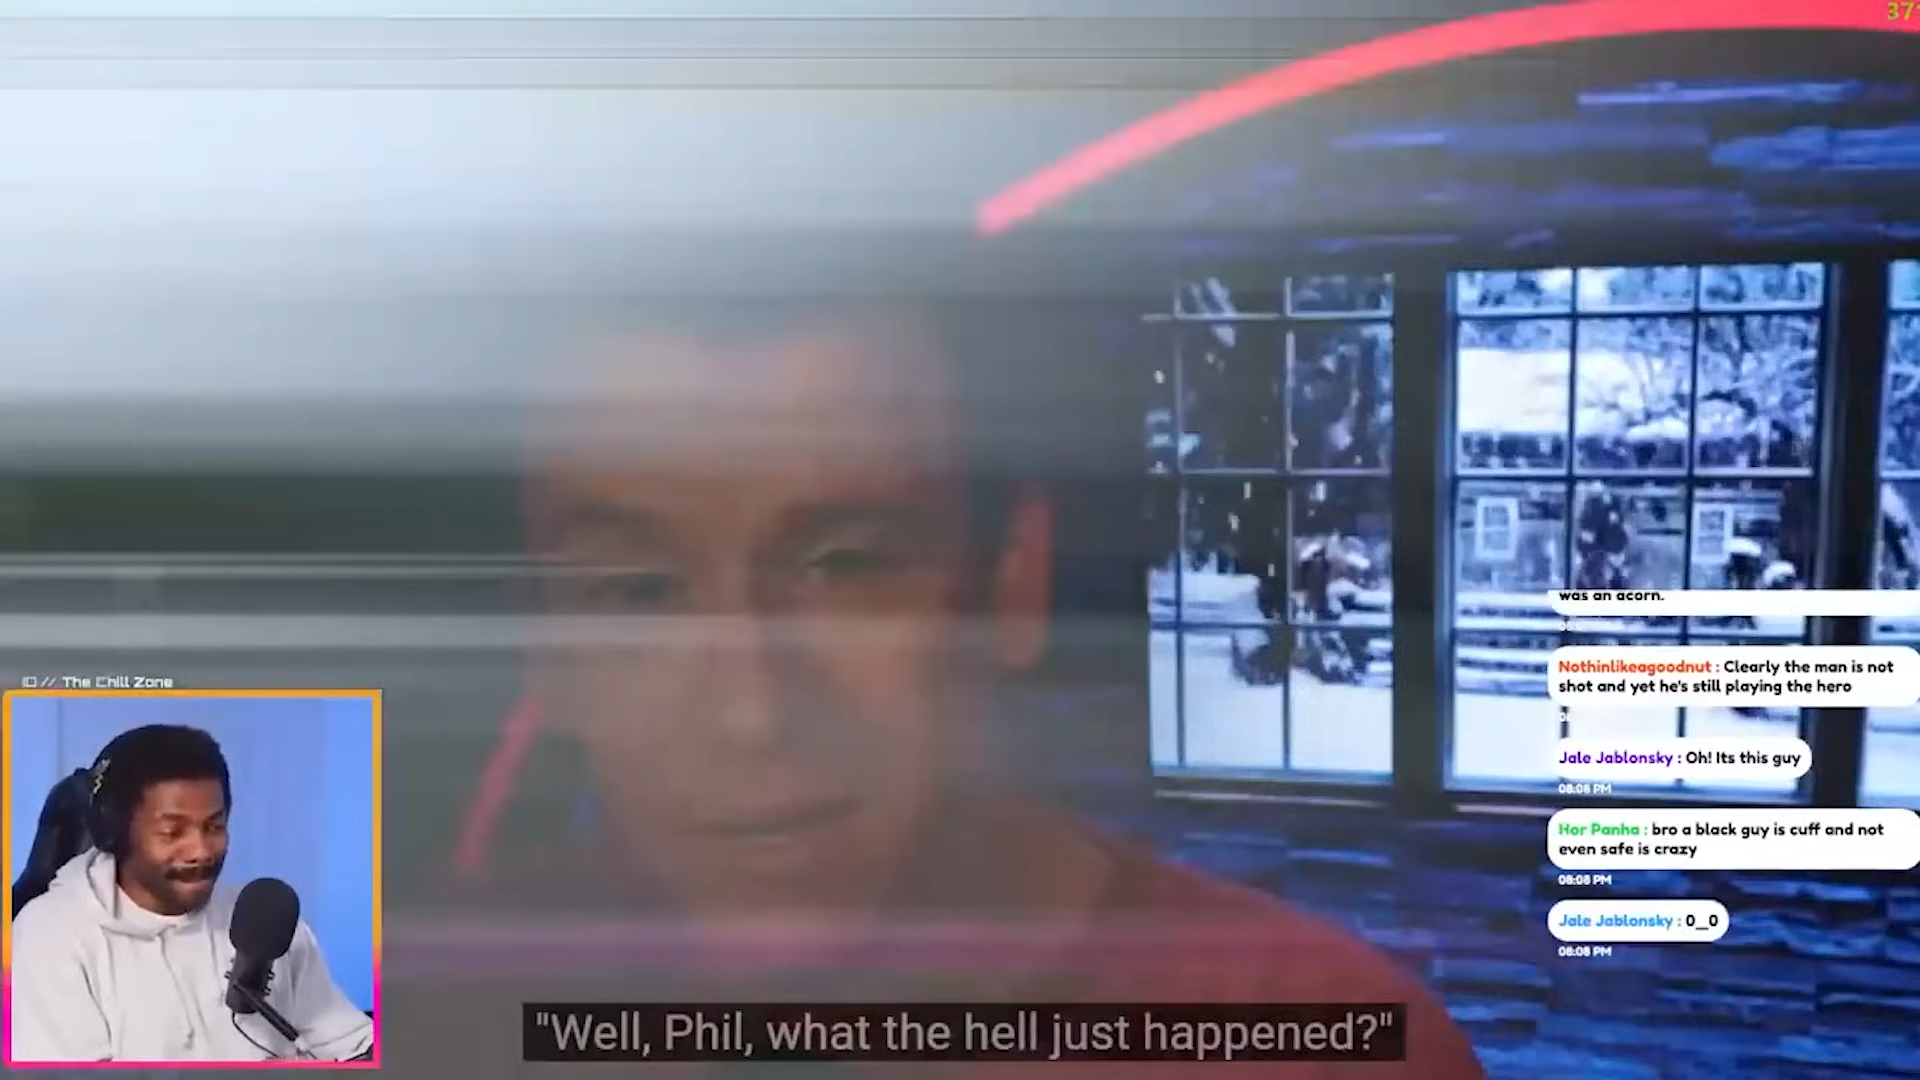 37
was an acorn.
Nothinlikeagoodnut : Clearly the man is not
shot and yet he's still playing the hero
Jale Jablonsky : Oh! Its this guy
08:08 PM
Hor Panha : bro a black guy is cuff and not
even safe is crazy
08:08 PM
Jale Jablonsky : 0_0
08:08 PM
// The Chill Zone
"Well, Phil, what the hell just happened?"